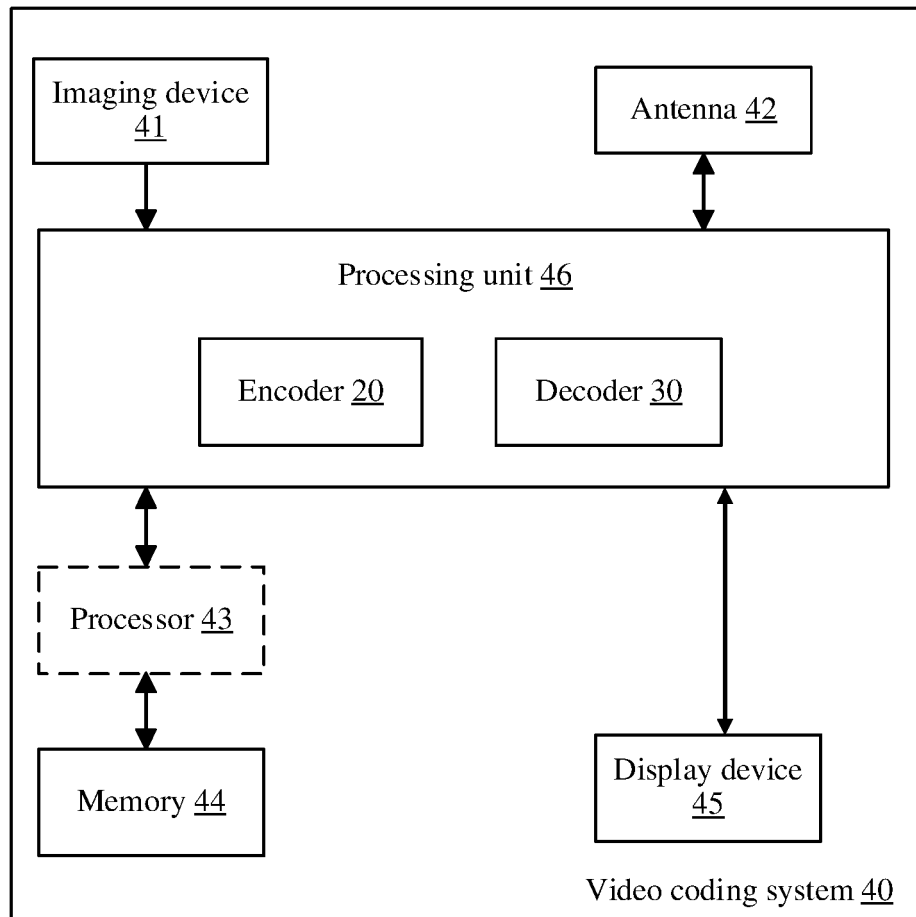 Imaging device
41
Antenna 42
Processing unit 46
Encoder 20
Decoder 30
Processor 43
Memory 44
Display device
45
Video coding system 40